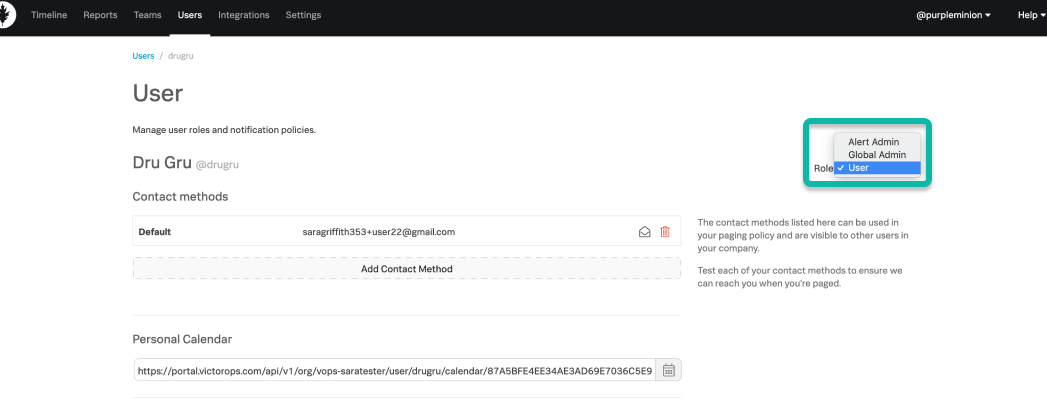 Timeline Reports Teams Users Integrations Settings @purpleminion Help
Users / drugru
User
Manage user roles and notification policies.
Dru Gru @drugru
Alert Admin
Global Admin
Role ✓ User
Contact methods
Default saragriffith353+user22@gmail.com
Add Contact Method
The contact methods listed here can be used in
your paging policy and are visible to other users in
your company.
Test each of your contact methods to ensure we
can reach you when you're paged.
Personal Calendar
https://portal.victorops.com/api/v1/org/vops-saratester/user/drugru/calendar/87A5BFE4EE34AE3AD69E7036C5E9